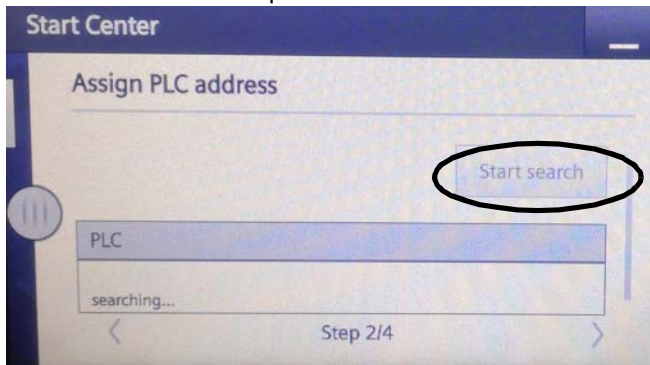 Start Center
Assign PLC address
Start search
PLC
searching...
Step 2/4